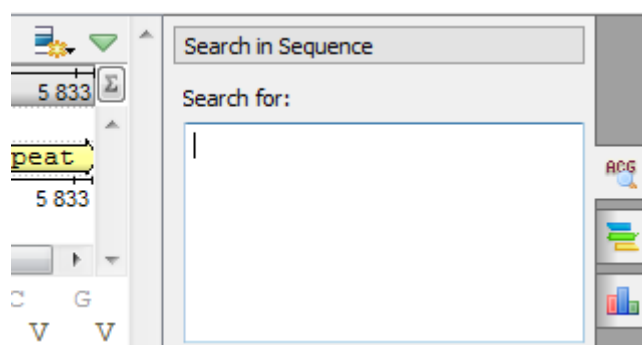 Search in Sequence
5 833
Σ
Search for:
peat
ACG
5 833
C G
V V